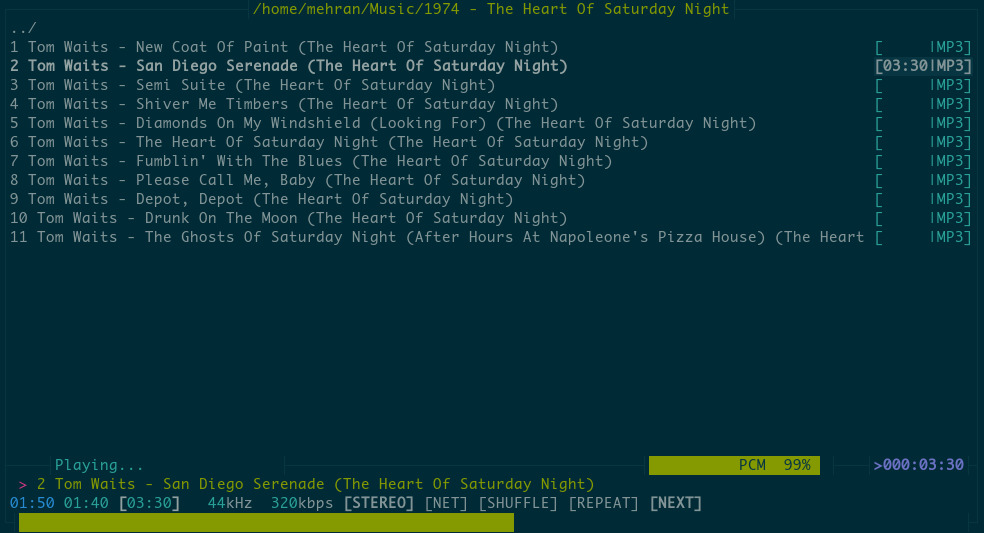 /home/mehran/Music/1974 - The Heart Of Saturday Night
../
1 Tom Waits - New Coat Of Paint (The Heart Of Saturday Night) [ |MP3]
2 Tom Waits - San Diego Serenade (The Heart Of Saturday Night) [03:30|MP3]
3 Tom Waits - Semi Suite (The Heart Of Saturday Night) [ |MP3]
4 Tom Waits - Shiver Me Timbers (The Heart Of Saturday Night) [ |MP3]
5 Tom Waits - Diamonds On My Windshield (Looking For) (The Heart Of Saturday Night) [ |MP3]
6 Tom Waits - The Heart Of Saturday Night (The Heart Of Saturday Night) [ |MP3]
7 Tom Waits - Fumblin' With The Blues (The Heart Of Saturday Night) [ |MP3]
8 Tom Waits - Please Call Me, Baby (The Heart Of Saturday Night) [ |MP3]
9 Tom Waits - Depot, Depot (The Heart Of Saturday Night) [ |MP3]
10 Tom Waits - Drunk On The Moon (The Heart Of Saturday Night) [ |MP3]
11 Tom Waits - The Ghosts Of Saturday Night (After Hours At Napoleone's Pizza House) (The Heart [ |MP3]
Playing... PCM 99% >000:03:30
> 2 Tom Waits - San Diego Serenade (The Heart Of Saturday Night)
01:50 01:40 [03:30] 44kHz 320kbps [STEREO] [NET] [SHUFFLE] [REPEAT] [NEXT]